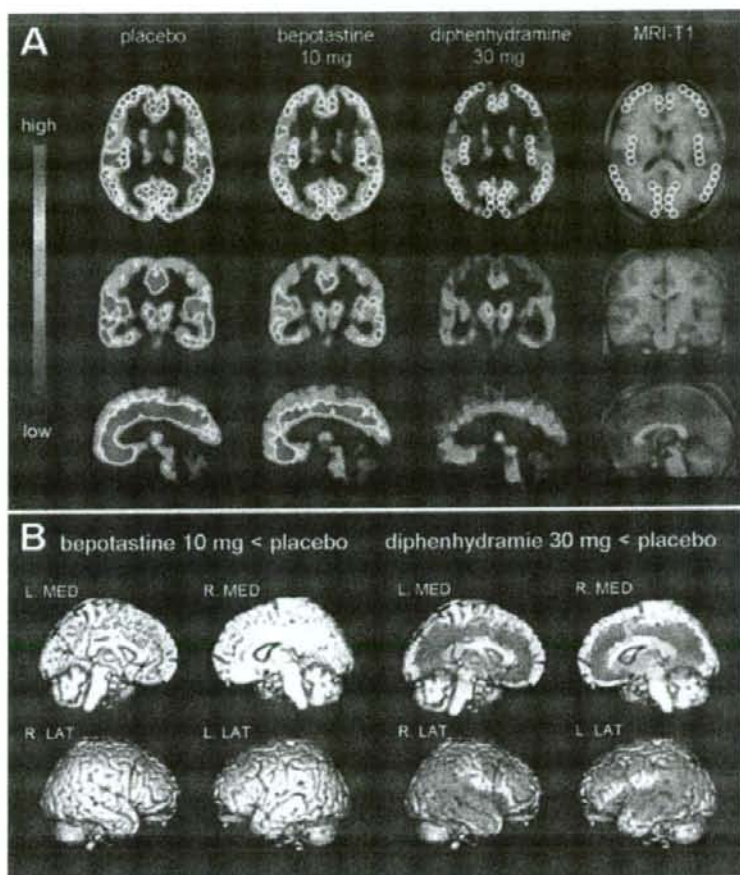 A
placebo
bepotastine
10 mg
diphenhydramine
30 mg
MRI-T1
high
low
B
bepotastine 10 mg < placebo
diphenhydramie 30 mg < placebo
L. MED
R. MED
L. MED
R. MED
R. LAT
L. LAT
R. LAT
L. LAT